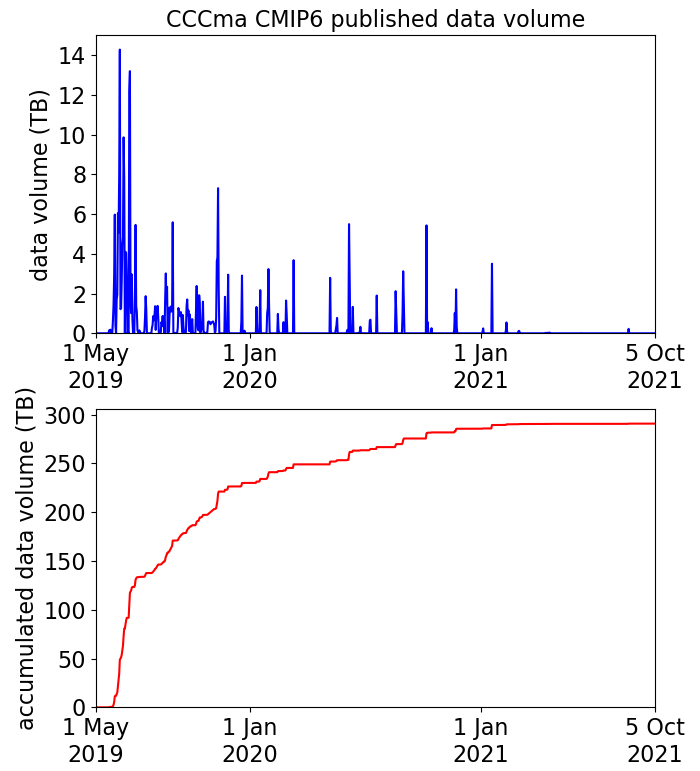 CCCma CMIP6 published data volume
data volume (TB)
14
12
10
8
6
4
2
0
1 May
2019
1 Jan
2020
1 Jan
2021
5 Oct
2021
accumulated data volume (TB)
300
250
200
150
100
50
0
1 May
2019
1 Jan
2020
1 Jan
2021
5 Oct
2021